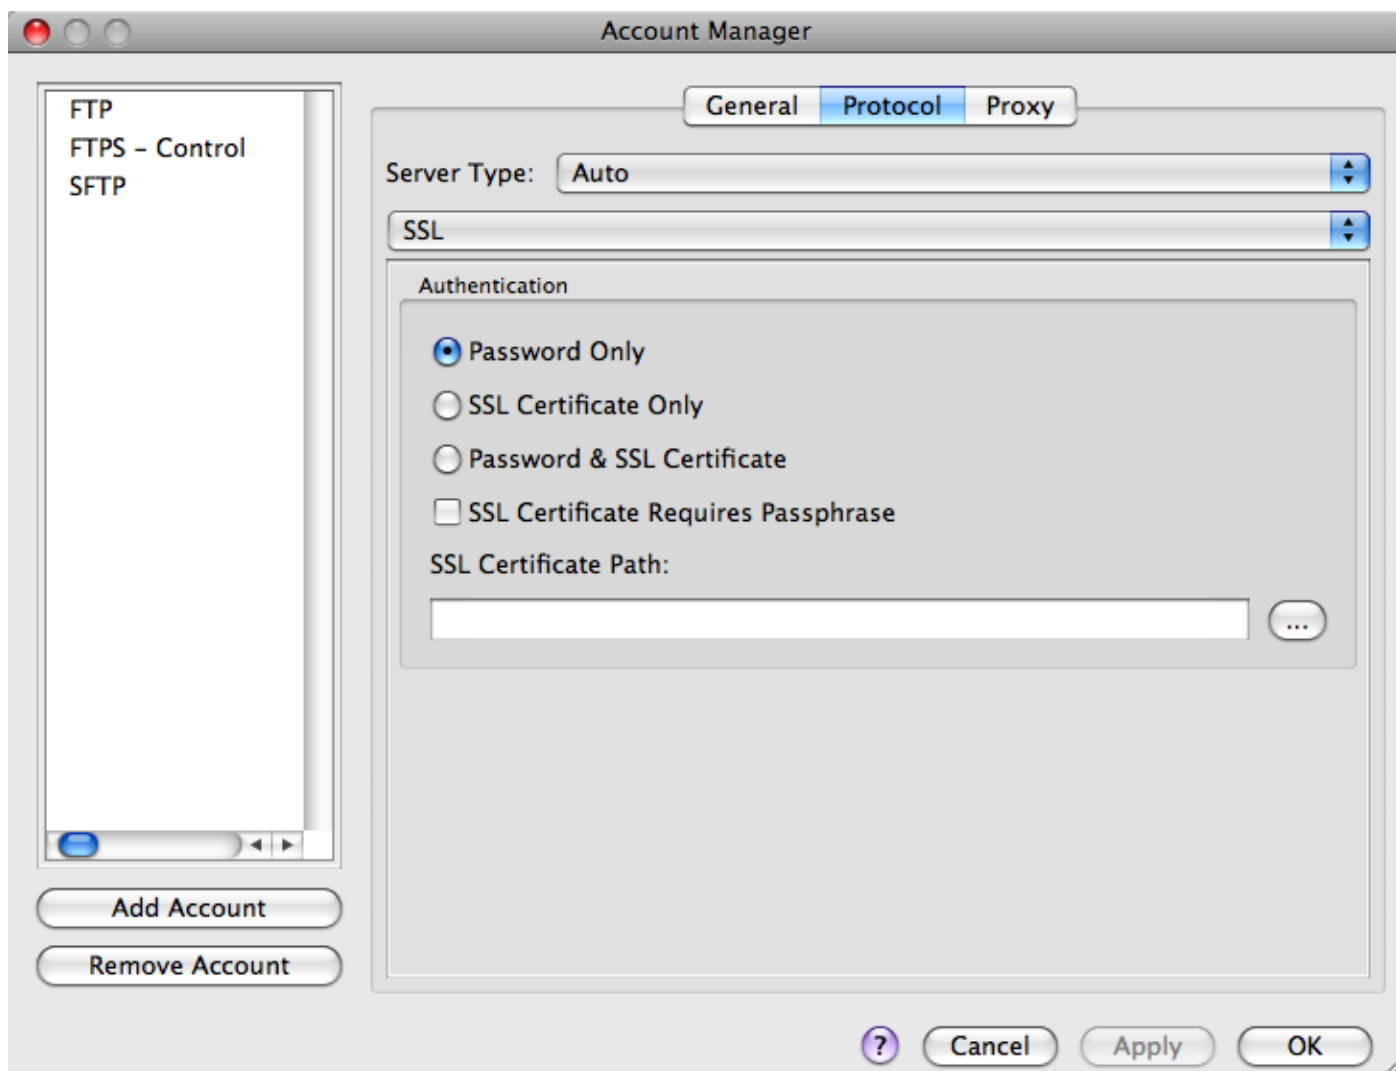 Account Manager
FTP
FTPS – Control
SFTP
Add Account
Remove Account
General Protocol Proxy
Server Type: Auto
SSL
Authentication
Password Only
SSL Certificate Only
Password & SSL Certificate
SSL Certificate Requires Passphrase
SSL Certificate Path:
...
? Cancel Apply OK